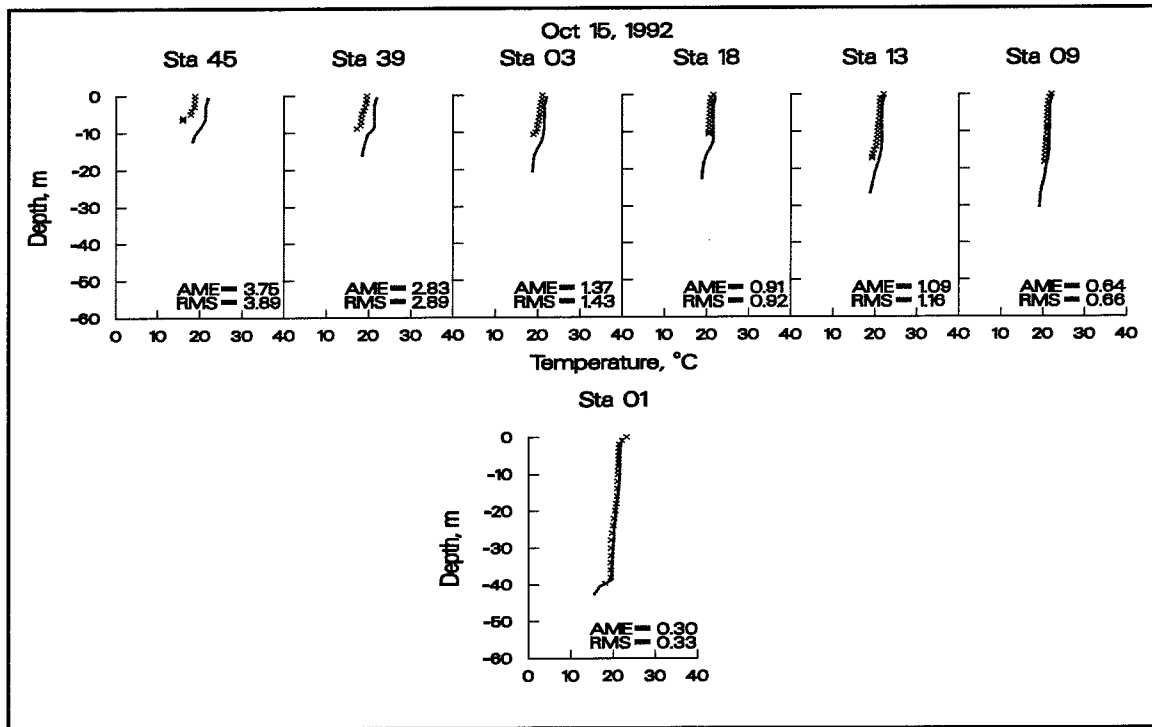 Oct 15, 1992
Sta 45 Sta 39 Sta 03 Sta 18 Sta 13 Sta 09
0
-10
-20
-30
-40
-50
-60
Depth, m
AME= 3.75
RMS= 3.89
AME= 2.83
RMS= 2.89
AME= 1.37
RMS= 1.43
AME= 0.91
RMS= 0.92
AME= 1.09
RMS= 1.16
AME= 0.64
RMS= 0.66
0 10 20 30 40 10 20 30 40 10 20 30 40 10 20 30 40 10 20 30 40 10 20 30 40
Temperature, °C
Sta 01
0
-10
-20
-30
-40
-50
-60
Depth, m
AME= 0.30
RMS= 0.33
0 10 20 30 40